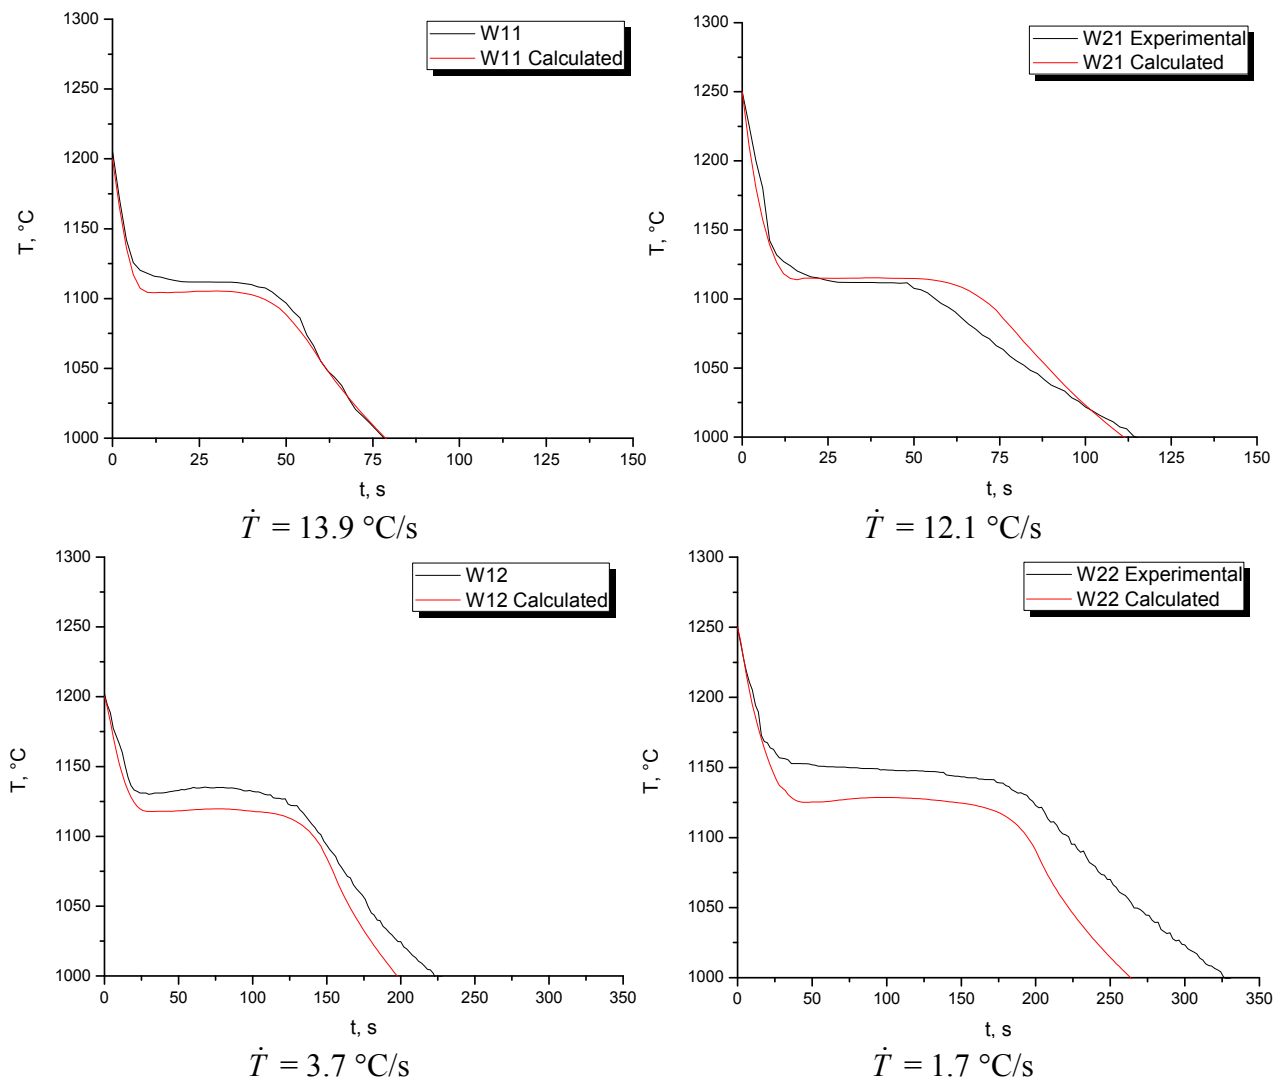 W11
W11 Calculated
1300
1250
1200
1150
1100
1050
1000
T, °C
0 25 50 75 100 125 150
t, s
Ṫ = 13.9 °C/s
W21 Experimental
W21 Calculated
1300
1250
1200
1150
1100
1050
1000
T, °C
0 25 50 75 100 125 150
t, s
Ṫ = 12.1 °C/s
W12
W12 Calculated
1300
1250
1200
1150
1100
1050
1000
T, °C
0 50 100 150 200 250 300 350
t, s
Ṫ = 3.7 °C/s
W22 Experimental
W22 Calculated
1300
1250
1200
1150
1100
1050
1000
T, °C
0 50 100 150 200 250 300 350
t, s
Ṫ = 1.7 °C/s